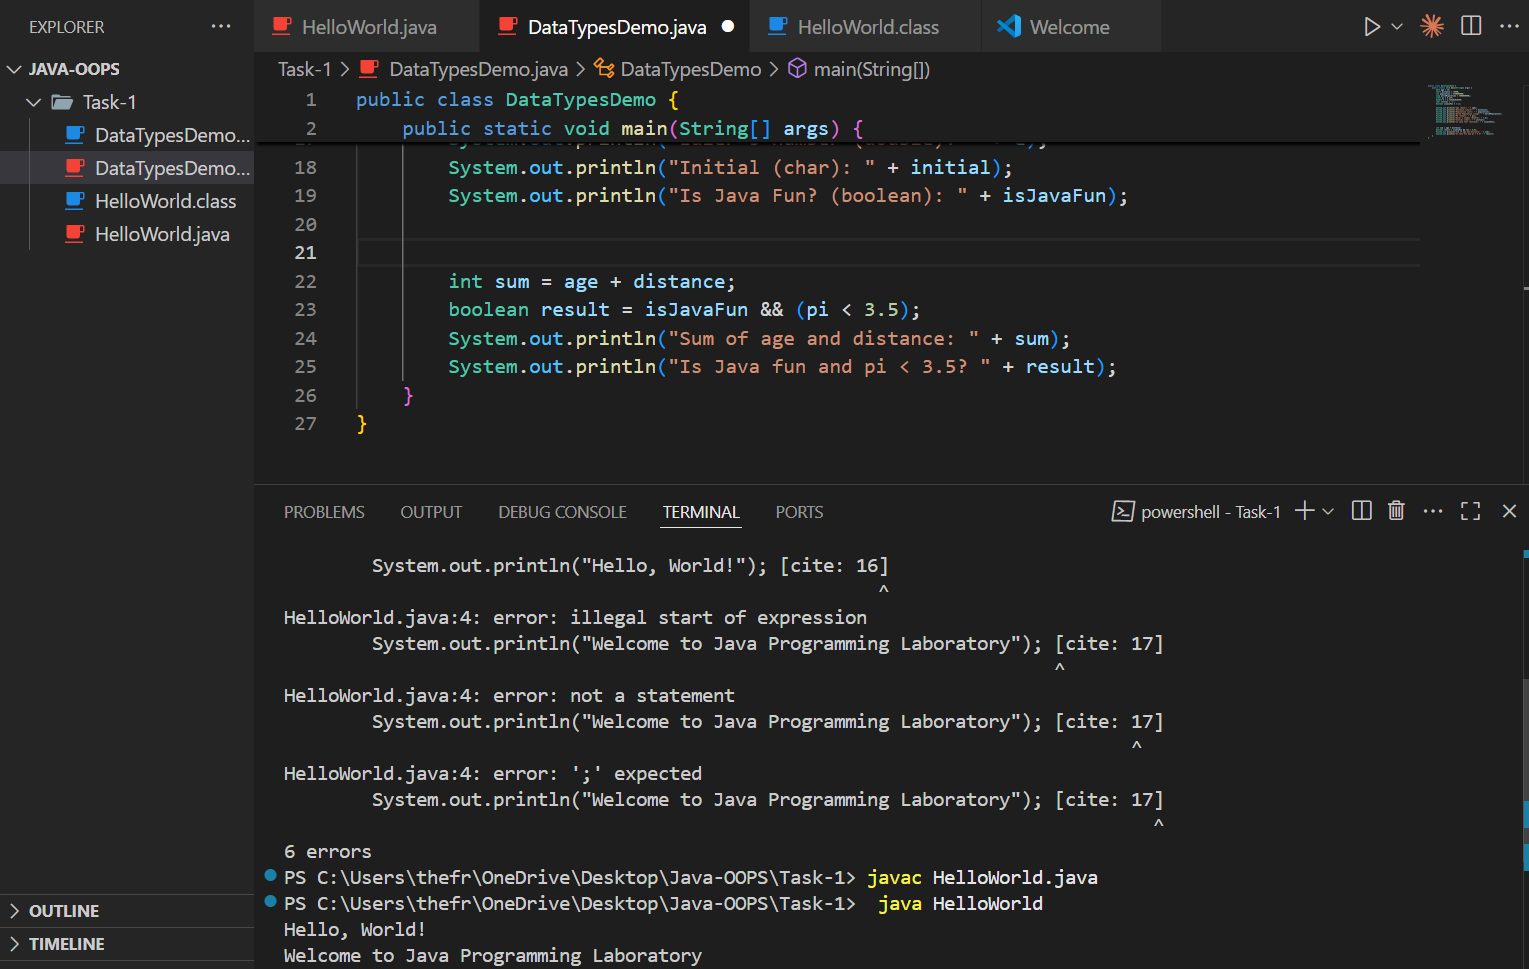 EXPLORER
JAVA-OOPS
Task-1
DataTypesDemo...
DataTypesDemo...
HelloWorld.class
HelloWorld.java
OUTLINE
TIMELINE
HelloWorld.java
DataTypesDemo.java
HelloWorld.class
Welcome
Task-1 > DataTypesDemo.java > DataTypesDemo > main(String[])
1 public class DataTypesDemo {
2 public static void main(String[] args) {
18 System.out.println("Initial (char): " + initial);
19 System.out.println("Is Java Fun? (boolean): " + isJavaFun);
20
21
22 int sum = age + distance;
23 boolean result = isJavaFun && (pi < 3.5);
24 System.out.println("Sum of age and distance: " + sum);
25 System.out.println("Is Java fun and pi < 3.5? " + result);
26 }
27 }
PROBLEMS OUTPUT DEBUG CONSOLE TERMINAL PORTS
powershell - Task-1
System.out.println("Hello, World!"); [cite: 16]
^
HelloWorld.java:4: error: illegal start of expression
System.out.println("Welcome to Java Programming Laboratory"); [cite: 17]
^
HelloWorld.java:4: error: not a statement
System.out.println("Welcome to Java Programming Laboratory"); [cite: 17]
^
HelloWorld.java:4: error: ';' expected
System.out.println("Welcome to Java Programming Laboratory"); [cite: 17]
^
6 errors
PS C:\Users\thefr\OneDrive\Desktop\Java-OOPS\Task-1> javac HelloWorld.java
PS C:\Users\thefr\OneDrive\Desktop\Java-OOPS\Task-1> java HelloWorld
Hello, World!
Welcome to Java Programming Laboratory